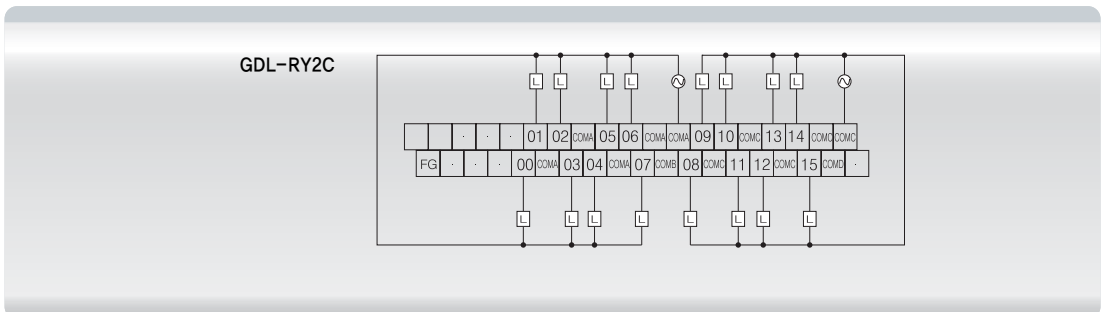 GDL-RY2C
L L L L L L L L
· · · 01 02 COMA 05 06 COMA COMA 09 10 COMC 13 14 COMC COMC
FG · · · 00 COMA 03 04 COMA 07 COMB 08 COMC 11 12 COMC 15 COMD ·
L L L L L L L L